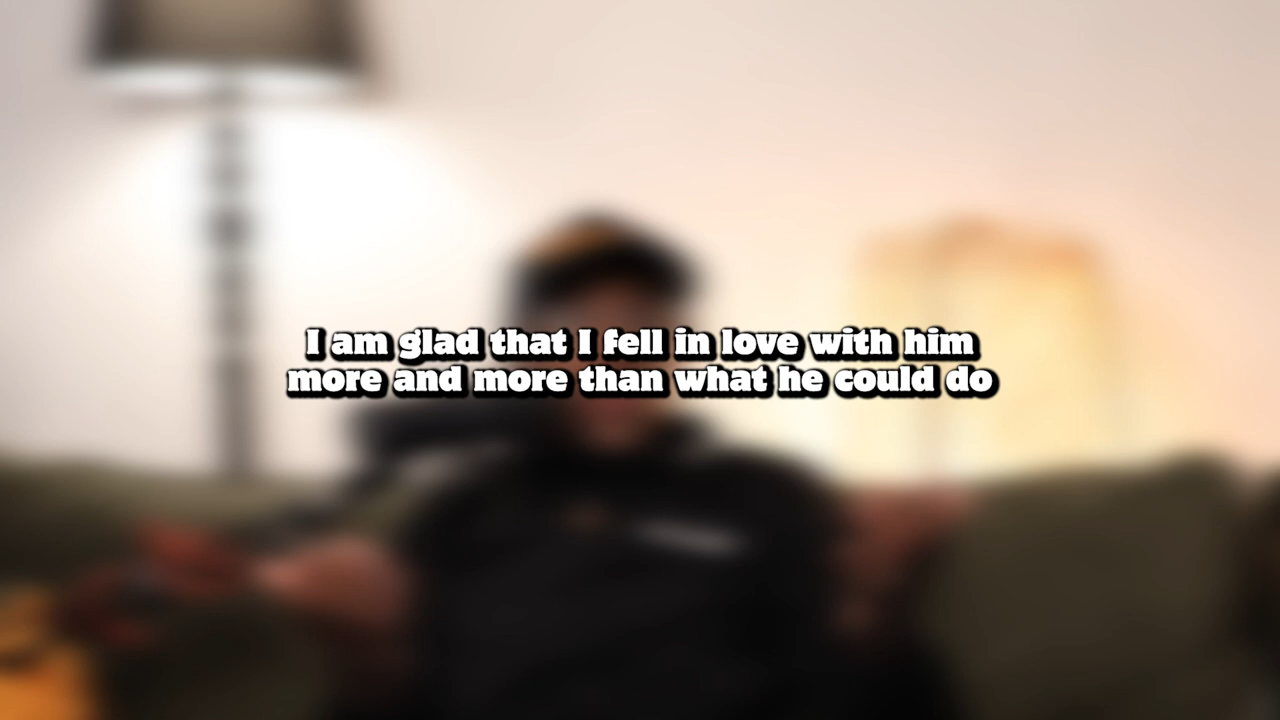 I am glad that I fell in love with him
more and more than what he could do